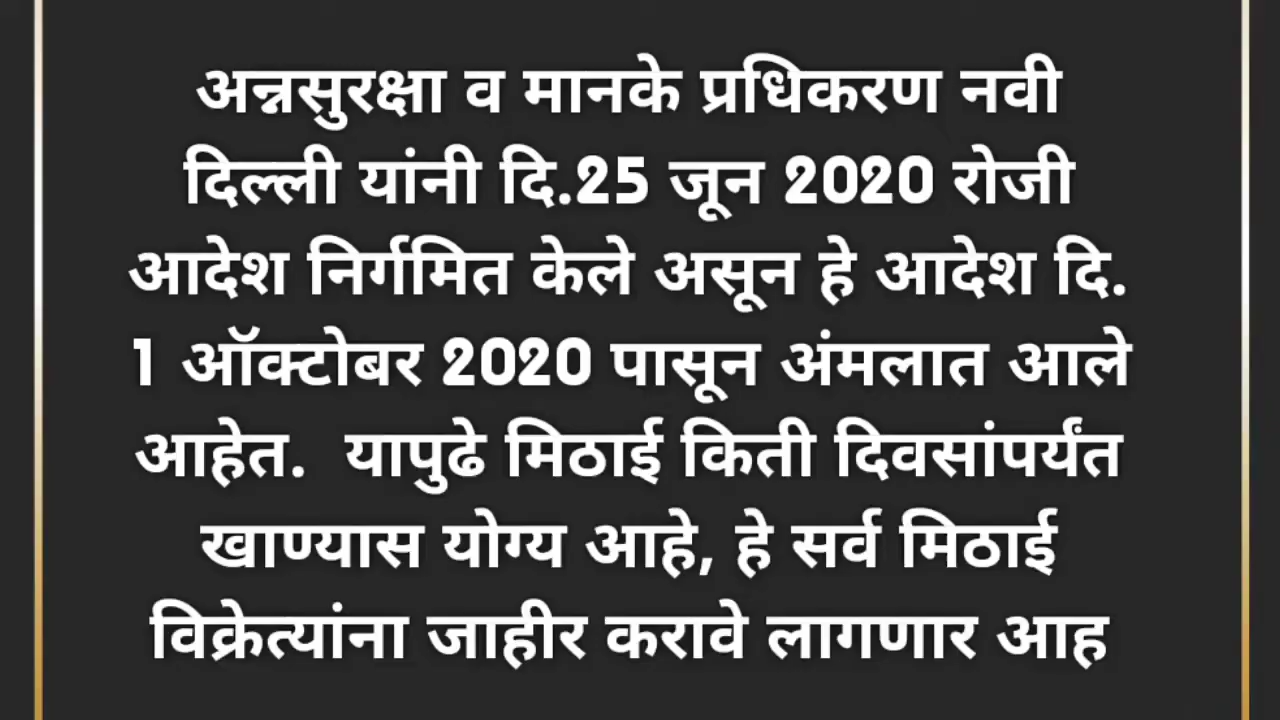 अन्नसुरक्षा व मानके प्रधिकरण नवी
दिल्ली यांनी दि.25 जून 2020 रोजी
आदेश निर्गमित केले असून हे आदेश दि.
1 ऑक्टोबर 2020 पासून अंमलात आले
आहेत. यापुढे मिठाई किती दिवसांपर्यंत
खाण्यास योग्य आहे, हे सर्व मिठाई
विक्रेत्यांना जाहीर करावे लागणार आह